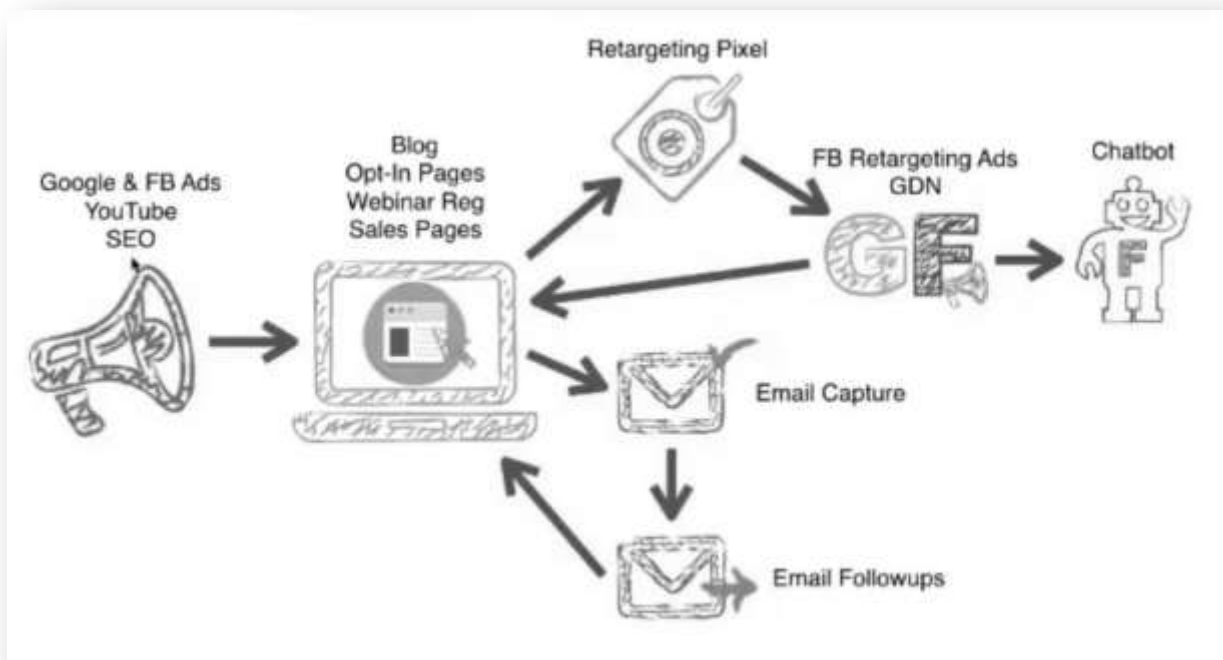 Retargeting Pixel
Blog
Opt-In Pages
Webinar Reg
Sales Pages
Google & FB Ads
YouTube
SEO
FB Retargeting Ads
GDN
Chatbot
G F
F
Email Capture
Email Followups